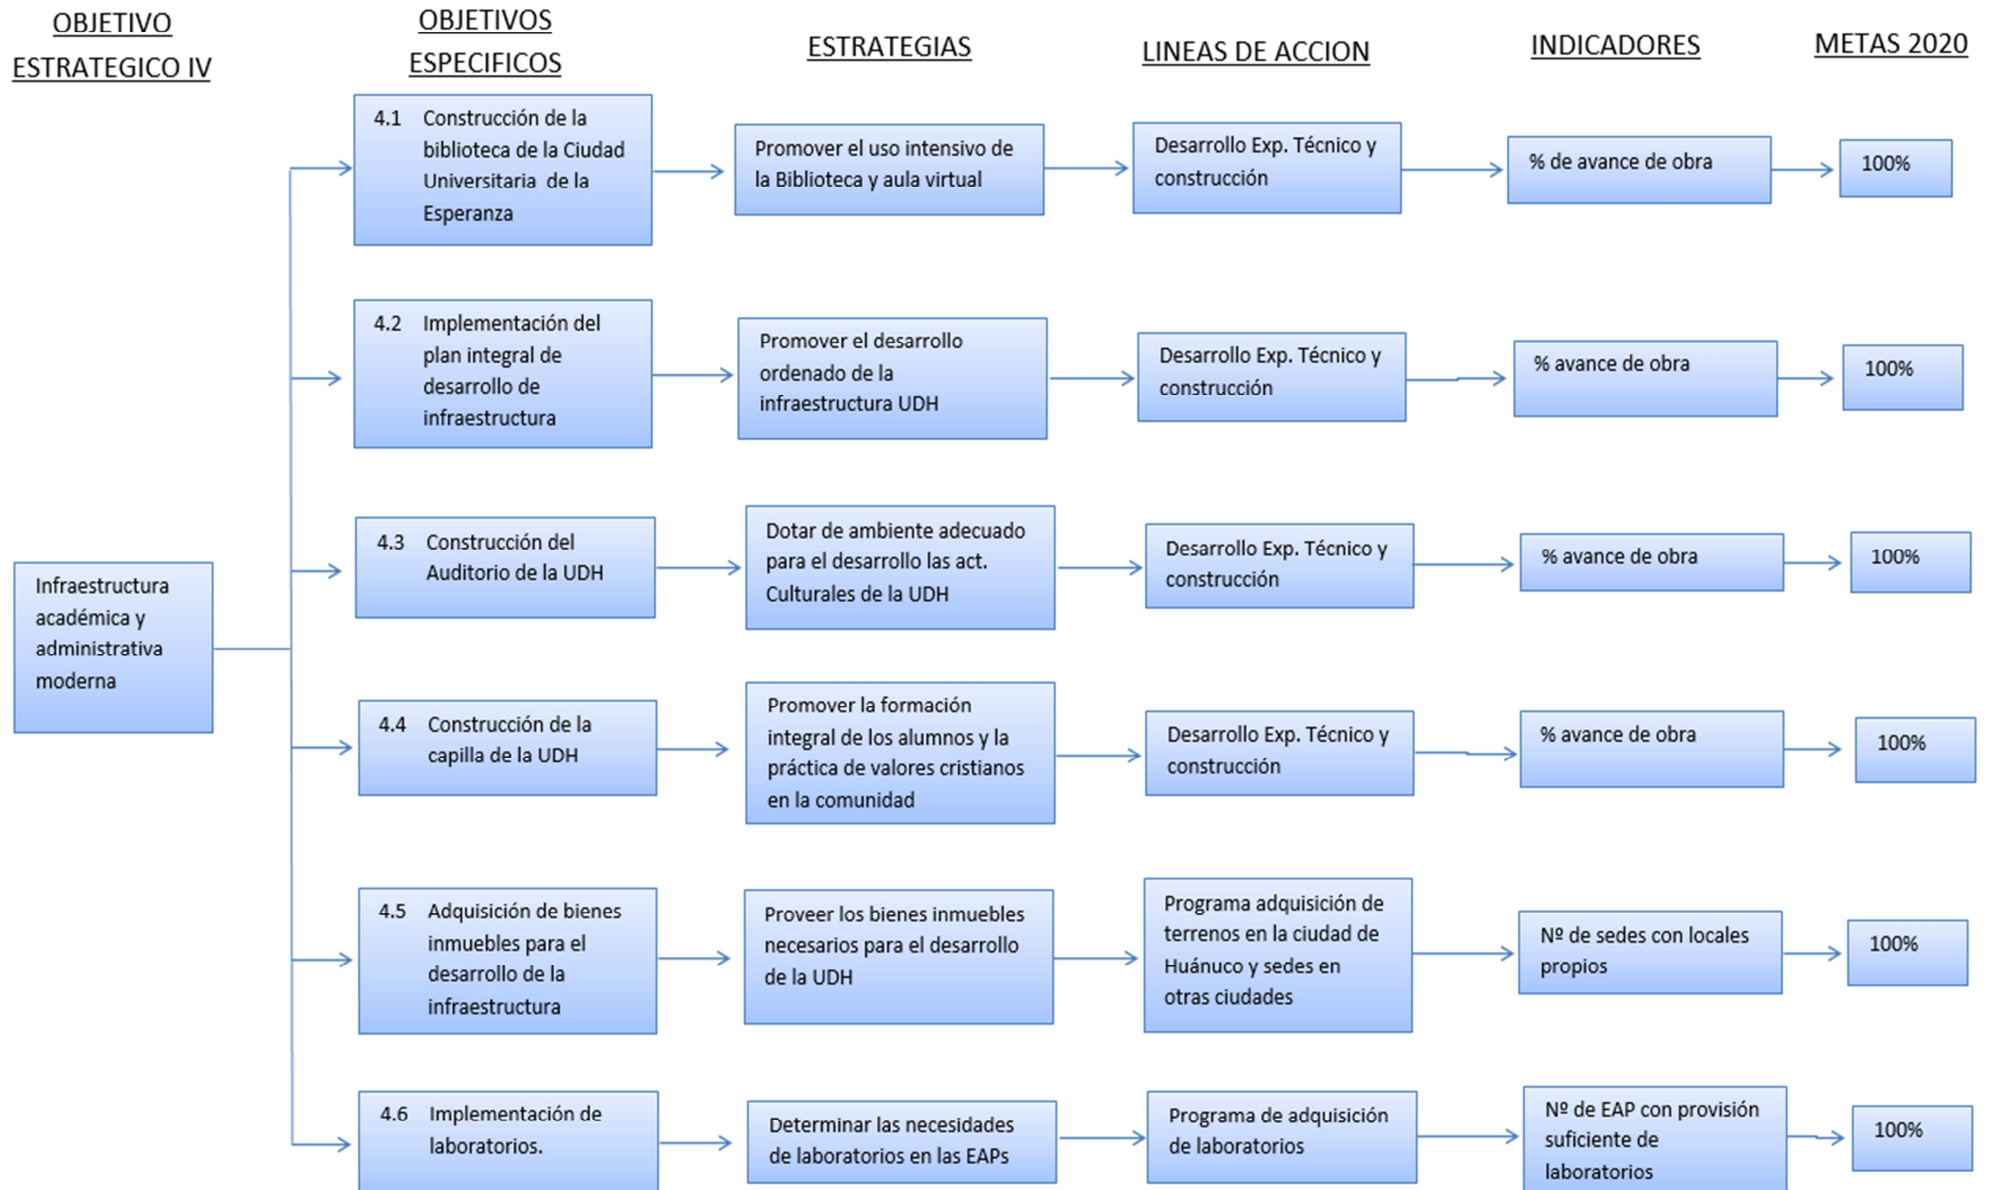 OBJETIVO
ESTRATEGICO IV
OBJETIVOS
ESPECIFICOS
ESTRATEGIAS
LINEAS DE ACCION
INDICADORES
METAS 2020
Infraestructura
académica y
administrativa
moderna
4.1 Construcción de la
biblioteca de la Ciudad
Universitaria de la
Esperanza
Promover el uso intensivo de
la Biblioteca y aula virtual
Desarrollo Exp. Técnico y
construcción
% de avance de obra
100%
4.2 Implementación del
plan integral de
desarrollo de
infraestructura
Promover el desarrollo
ordenado de la
infraestructura UDH
Desarrollo Exp. Técnico y
construcción
% avance de obra
100%
4.3 Construcción del
Auditorio de la UDH
Dotar de ambiente adecuado
para el desarrollo las act.
Culturales de la UDH
Desarrollo Exp. Técnico y
construcción
% avance de obra
100%
4.4 Construcción de la
capilla de la UDH
Promover la formación
integral de los alumnos y la
práctica de valores cristianos
en la comunidad
Desarrollo Exp. Técnico y
construcción
% avance de obra
100%
4.5 Adquisición de bienes
inmuebles para el
desarrollo de la
infraestructura
Proveer los bienes inmuebles
necesarios para el desarrollo
de la UDH
Programa adquisición de
terrenos en la ciudad de
Huánuco y sedes en
otras ciudades
Nº de sedes con locales
propios
100%
4.6 Implementación de
laboratorios.
Determinar las necesidades
de laboratorios en las EAPs
Programa de adquisición
de laboratorios
Nº de EAP con provisión
suficiente de
laboratorios
100%